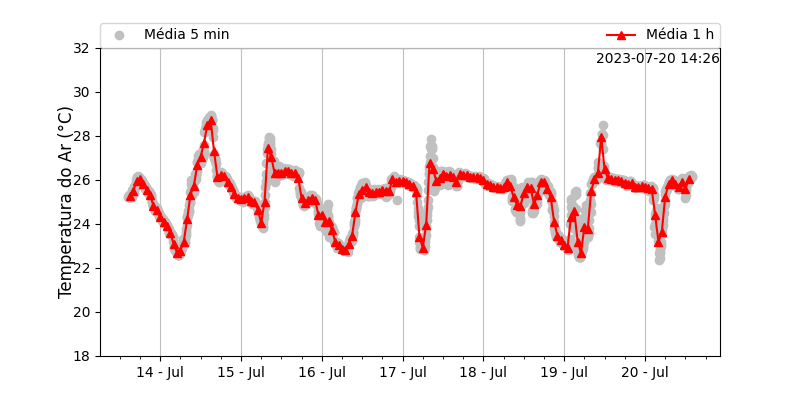 Média 5 min
Média 1 h
2023-07-20 14:26
Temperatura do Ar (°C)
32
30
28
26
24
22
20
18
14 - Jul
15 - Jul
16 - Jul
17 - Jul
18 - Jul
19 - Jul
20 - Jul